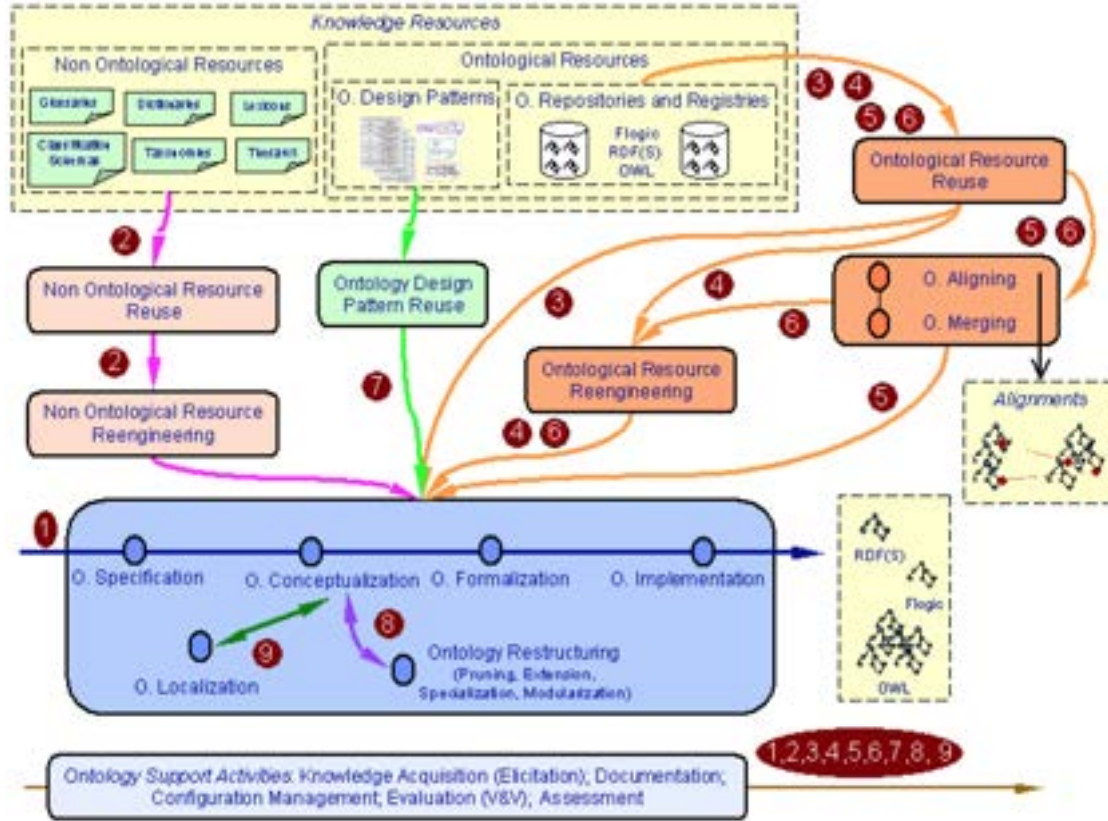 Knowledge Resources
Non Ontological Resources
Glossaries
Dictionaries
Lexicons
Classification
Schemas
Taxonomies
Thesauri
Ontological Resources
O. Design Patterns
O. Repositories and Registries
Flogic
RDF(S)
OWL
3 4
5 6
Ontological Resource
Reuse
2
Non Ontological Resource
Reuse
2
Non Ontological Resource
Reengineering
Ontology Design
Pattern Reuse
7
3
4
5 6
O. Aligning
O. Merging
6
Ontological Resource
Reengineering
4 6
5
Alignments
1
O. Specification
O. Conceptualization
O. Formalization
O. Implementation
9
8
O. Localization
Ontology Restructuring
(Pruning, Extension,
Specialization, Modularization)
RDF(S)
Flogic
OWL
1,2,3,4,5,6,7,8, 9
Ontology Support Activities: Knowledge Acquisition (Elicitation); Documentation;
Configuration Management; Evaluation (V&V); Assessment